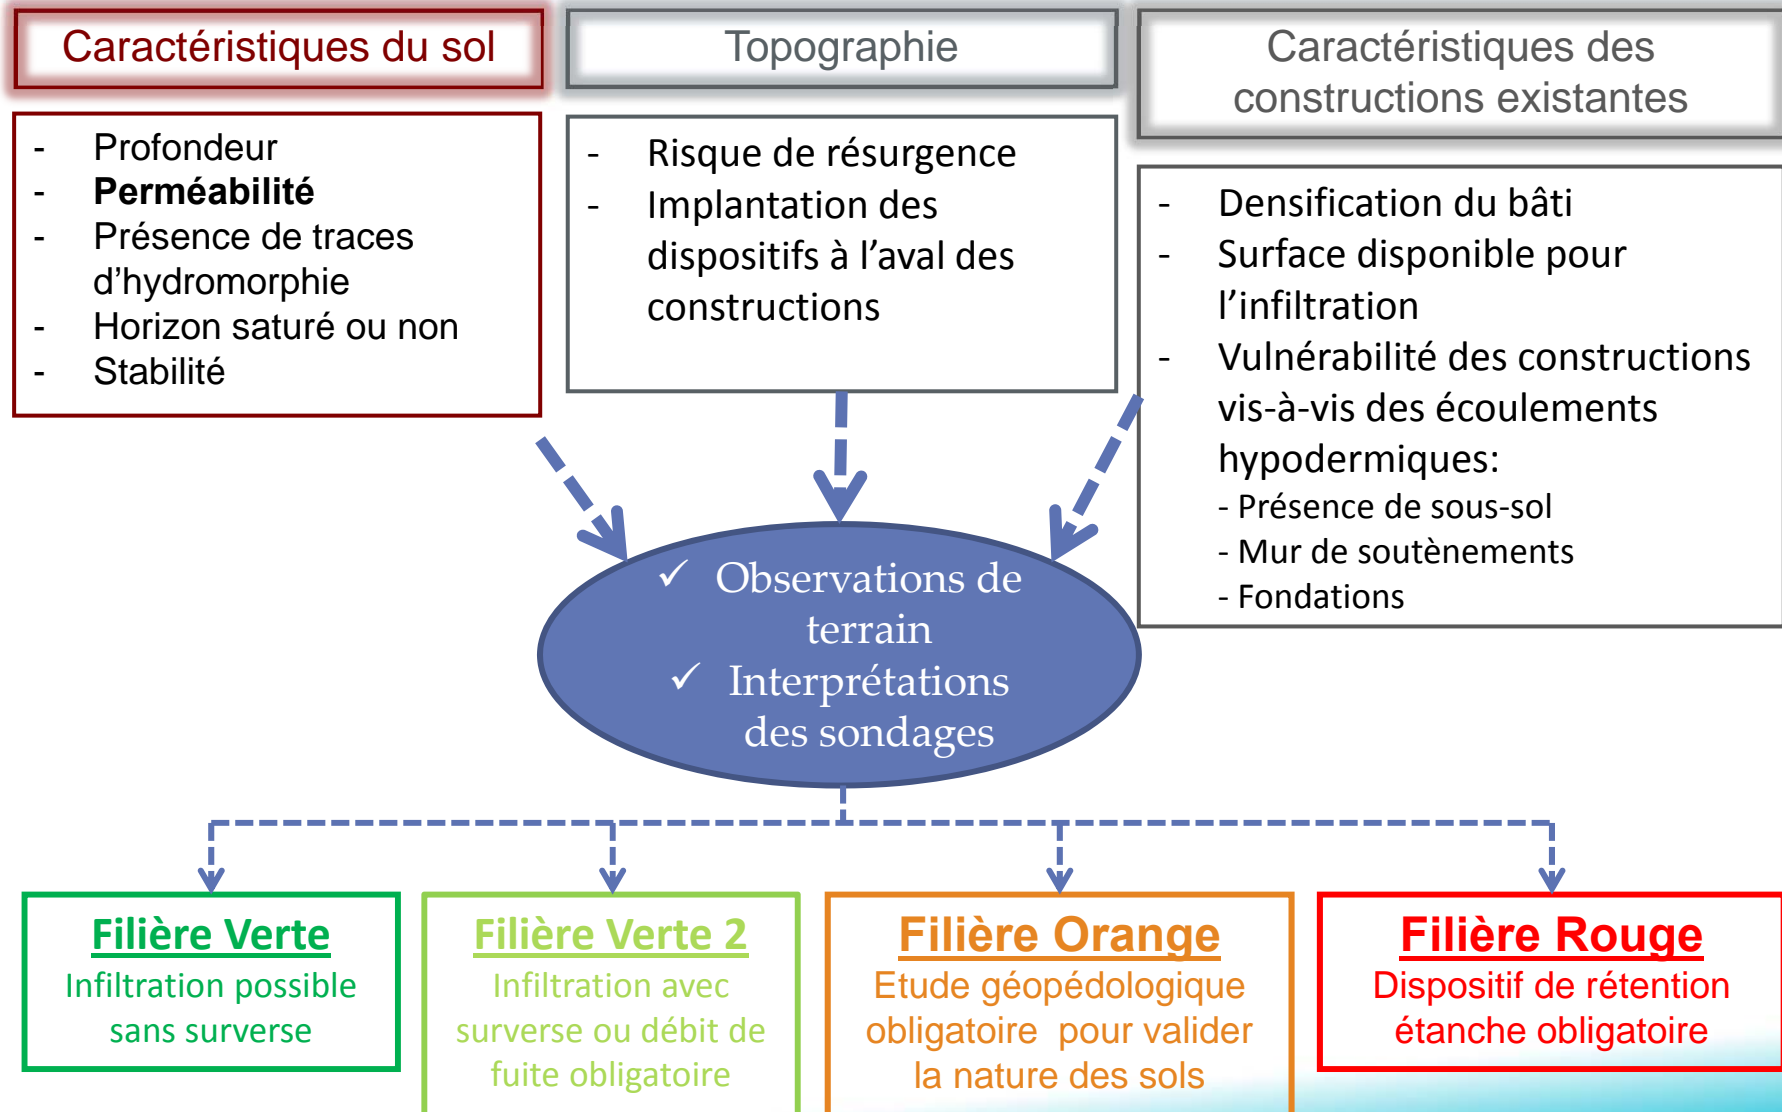 Caractéristiques du sol
- Profondeur
- Perméabilité
- Présence de traces
d'hydromorphie
- Horizon saturé ou non
- Stabilité
Topographie
- Risque de résurgence
- Implantation des
dispositifs à l'aval des
constructions
Caractéristiques des
constructions existantes
- Densification du bâti
- Surface disponible pour
l'infiltration
- Vulnérabilité des constructions
vis-à-vis des écoulements
hypodermiques:
- Présence de sous-sol
- Mur de soutènements
- Fondations
✓ Observations de
terrain
✓ Interprétations
des sondages
Filière Verte
Infiltration possible
sans surverse
Filière Verte 2
Infiltration avec
surverse ou débit de
fuite obligatoire
Filière Orange
Etude géopédologique
obligatoire pour valider
la nature des sols
Filière Rouge
Dispositif de rétention
étanche obligatoire